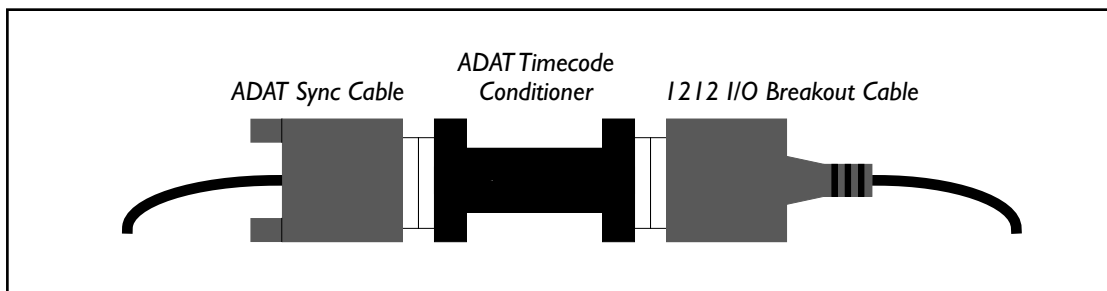 ADAT Sync Cable
ADAT Timecode
Conditioner
1212 I/O Breakout Cable